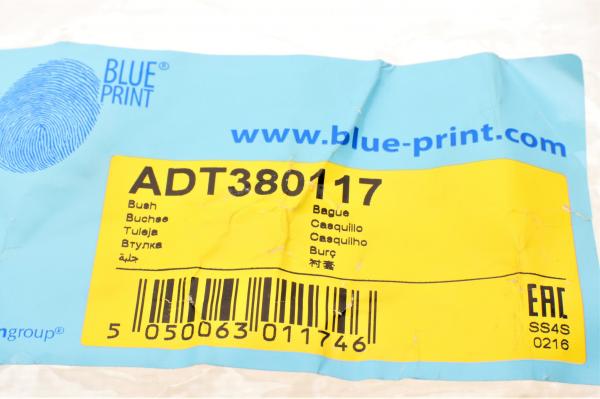 BLUE®
PRINT
www.blue-print.com
ADT380117
Bush
Buchse
Tuleja
Втулка
جلبة
Bague
Casquillo
Casquilho
Burç
衬套
5 050063 011746
EAC
SS4S
0216
group®